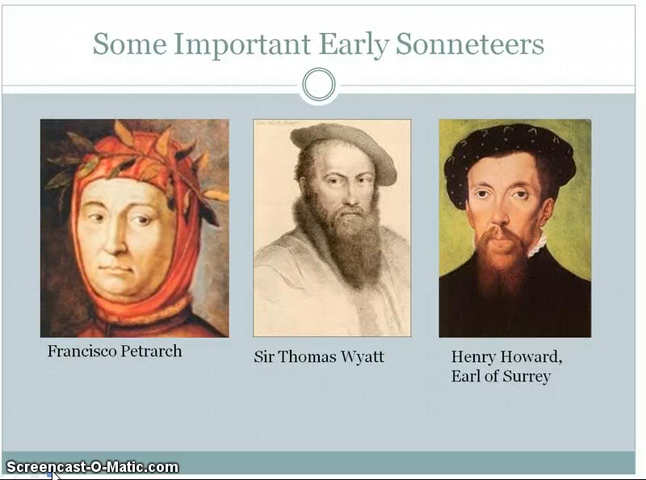 Some Important Early Sonneteers
Francisco Petrarch
Sir Thomas Wyatt
Henry Howard,
Earl of Surrey
Screencast-O-Matic.com